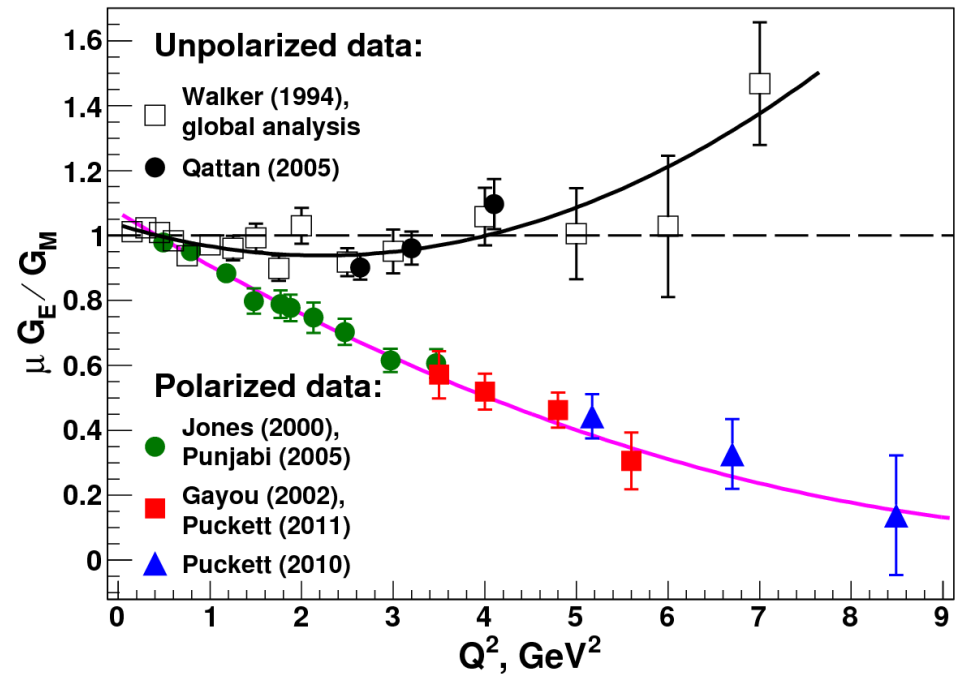 Unpolarized data:
Walker (1994),
global analysis
Qattan (2005)
Polarized data:
Jones (2000),
Punjabi (2005)
Gayou (2002),
Puckett (2011)
Puckett (2010)
μ G_E / G_M
1.6
1.4
1.2
1
0.8
0.6
0.4
0.2
0
0 1 2 3 4 5 6 7 8 9
Q², GeV²